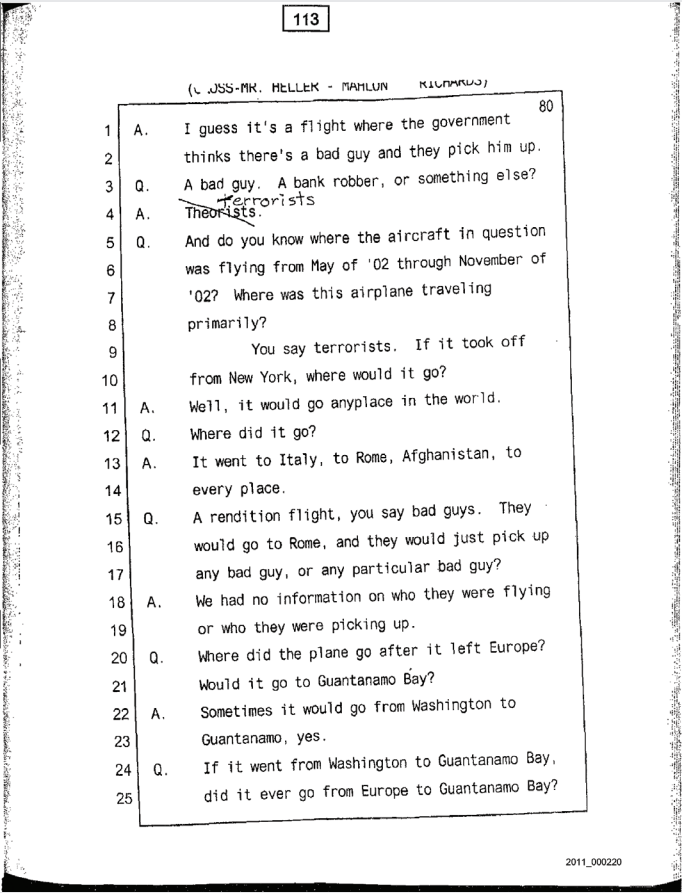 113
(C OSS-MR. HELLER - MAHLON RICHARDS)
80
1 A. I guess it's a flight where the government
2 thinks there's a bad guy and they pick him up.
3 Q. A bad guy. A bank robber, or something else?
terrorists
4 A. Theorists.
5 Q. And do you know where the aircraft in question
6 was flying from May of '02 through November of
7 '02? Where was this airplane traveling
8 primarily?
9 You say terrorists. If it took off
10 from New York, where would it go?
11 A. Well, it would go anyplace in the world.
12 Q. Where did it go?
13 A. It went to Italy, to Rome, Afghanistan, to
14 every place.
15 Q. A rendition flight, you say bad guys. They
16 would go to Rome, and they would just pick up
17 any bad guy, or any particular bad guy?
18 A. We had no information on who they were flying
19 or who they were picking up.
20 Q. Where did the plane go after it left Europe?
21 Would it go to Guantanamo Bay?
22 A. Sometimes it would go from Washington to
23 Guantanamo, yes.
24 Q. If it went from Washington to Guantanamo Bay,
25 did it ever go from Europe to Guantanamo Bay?
2011_000220